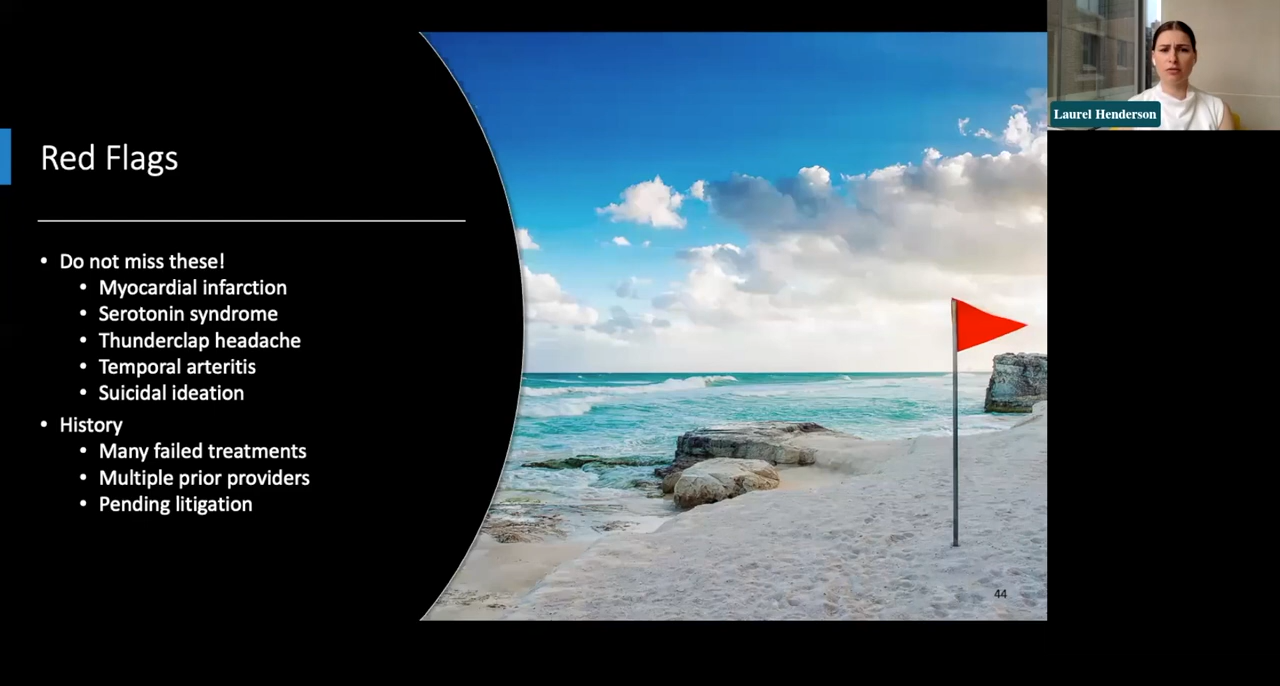 Laurel Henderson
Red Flags
• Do not miss these!
• Myocardial infarction
• Serotonin syndrome
• Thunderclap headache
• Temporal arteritis
• Suicidal ideation
• History
• Many failed treatments
• Multiple prior providers
• Pending litigation
44